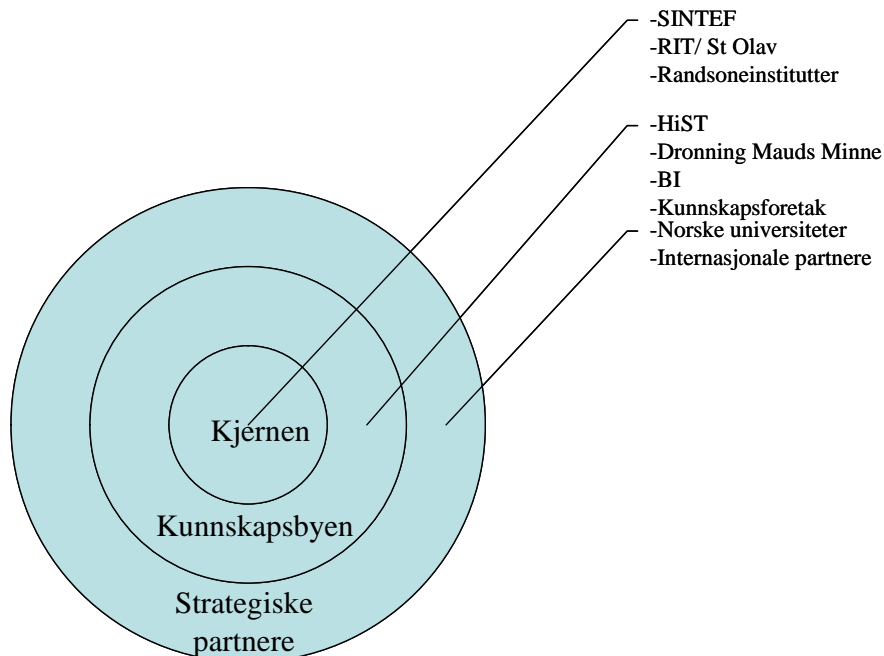 -SINTEF
-RIT/ St Olav
-Randsoneinstitutter
-HiST
-Dronning Mauds Minne
-BI
-Kunnskapsforetak
-Norske universiteter
-Internasjonale partnere
Kjernen
Kunnskapsbyen
Strategiske
partnere